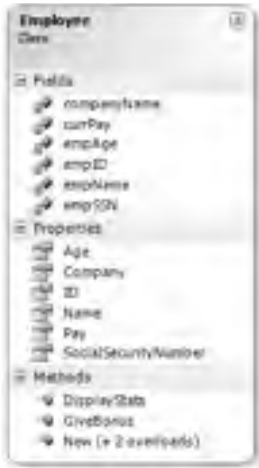 Employee
Class
Fields
companyName
currPay
empAge
empID
empName
empSSN
Properties
Age
Company
ID
Name
Pay
SocialSecurityNumber
Methods
DisplayStats
GiveBonus
New (+ 2 overloads)